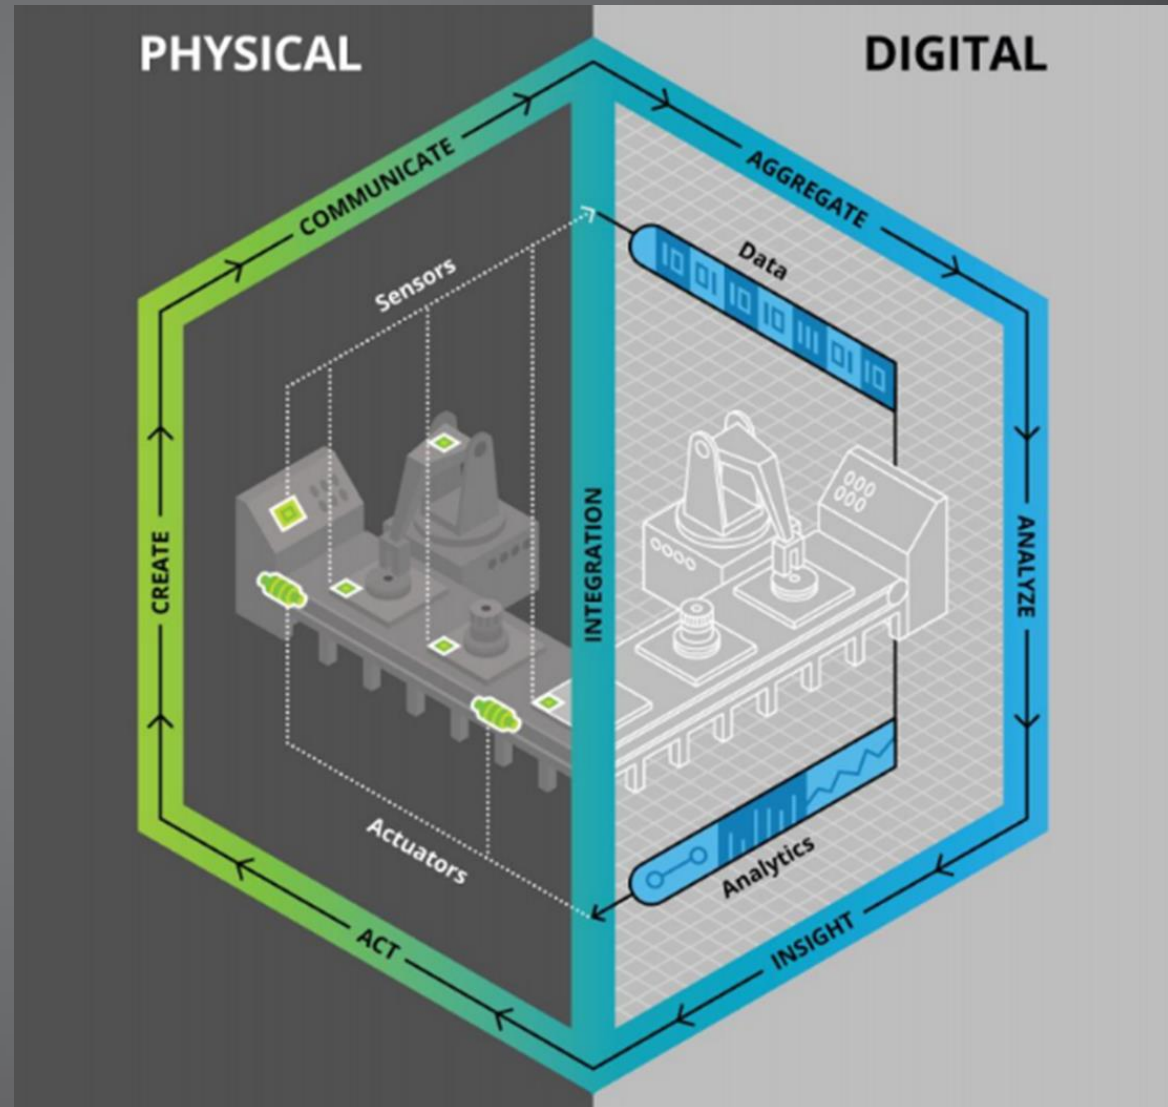 PHYSICAL
DIGITAL
COMMUNICATE
AGGREGATE
Sensors
Data
10 01 10 10 111 01 10
CREATE
INTEGRATION
ANALYZE
Actuators
Analytics
ACT
INSIGHT